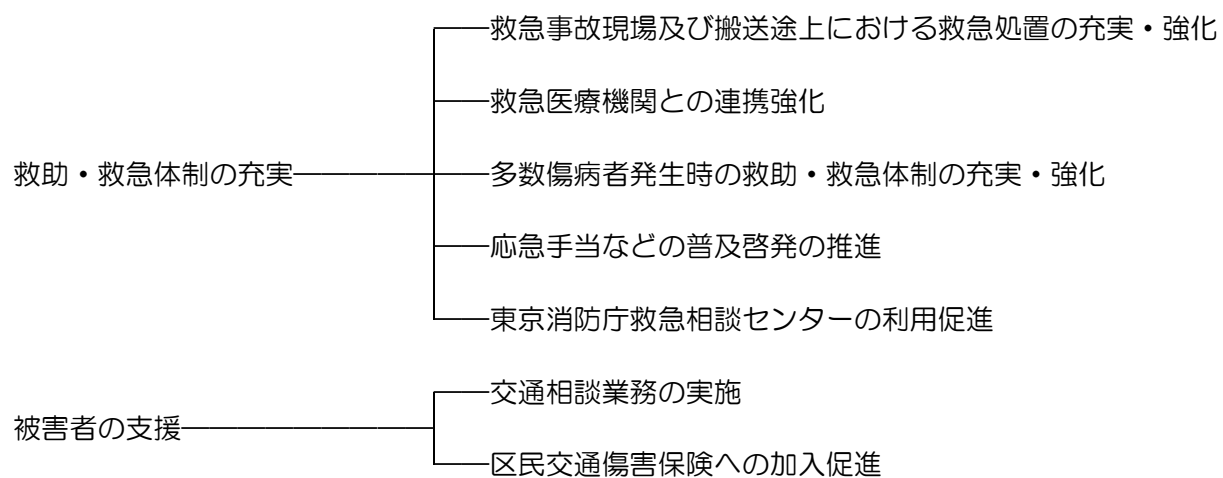 救急事故現場及び搬送途上における救急処置の充実・強化
救急医療機関との連携強化
救助・救急体制の充実
多数傷病者発生時の救助・救急体制の充実・強化
応急手当などの普及啓発の推進
東京消防庁救急相談センターの利用促進
交通相談業務の実施
被害者の支援
区民交通傷害保険への加入促進